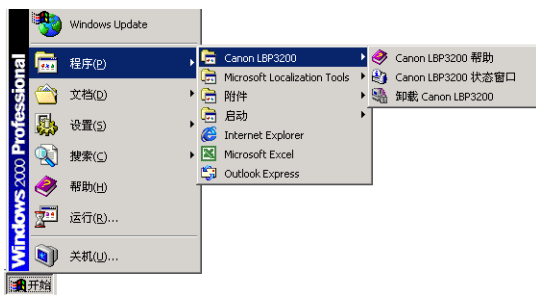 Windows Update
程序(P)
文档(D)
设置(S)
搜索(C)
帮助(H)
运行(R)...
关机(U)...
Windows 2000 Professional
开始
Canon LBP3200
Microsoft Localization Tools
附件
启动
Internet Explorer
Microsoft Excel
Outlook Express
Canon LBP3200 帮助
Canon LBP3200 状态窗口
卸载 Canon LBP3200